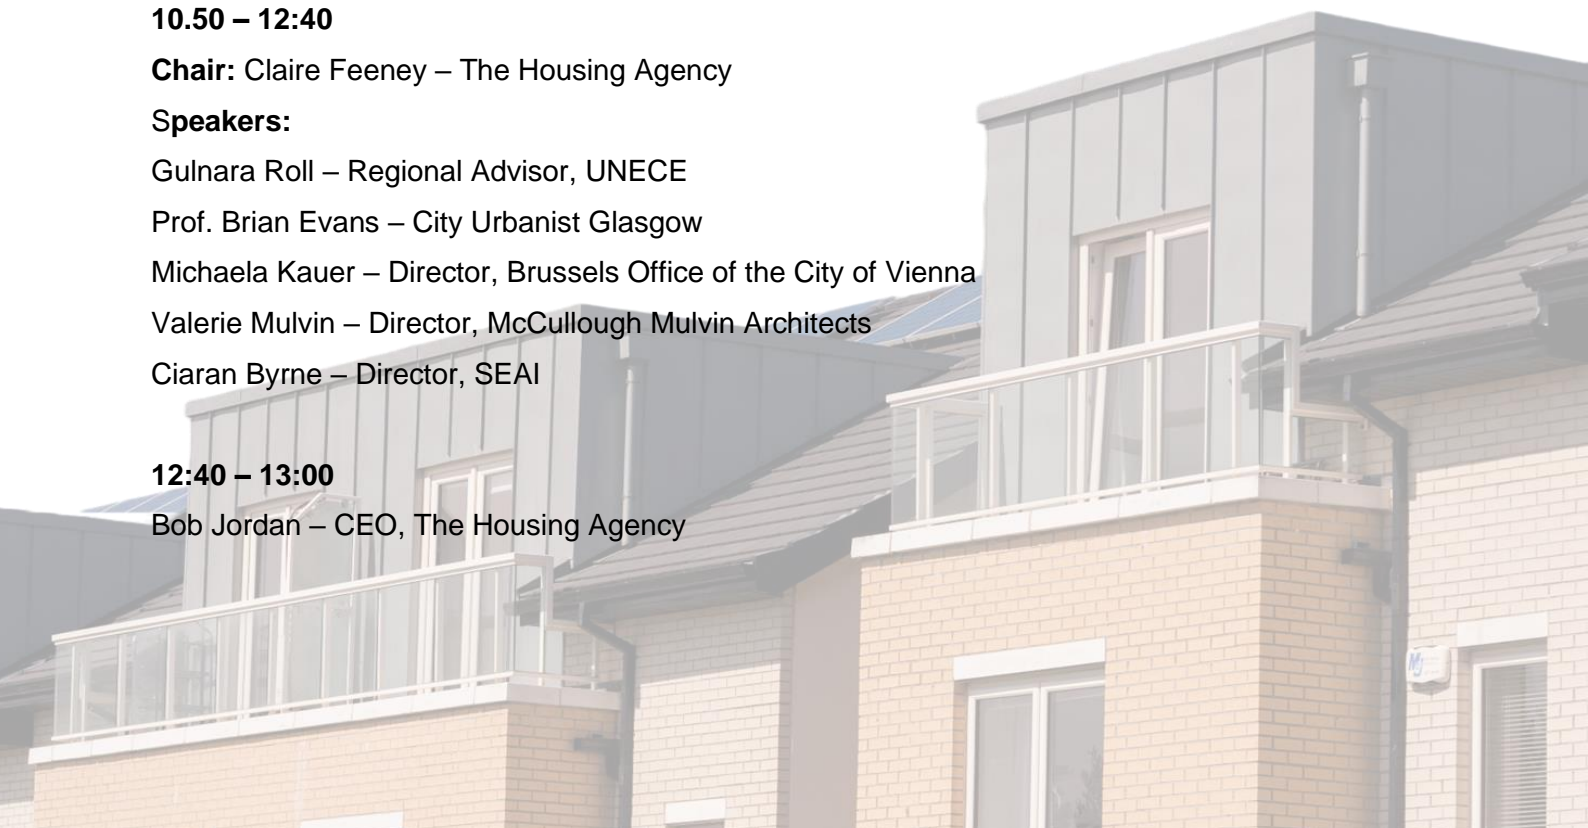 10.50 – 12:40
Chair: Claire Feeney – The Housing Agency
Speakers:
Gulnara Roll – Regional Advisor, UNECE
Prof. Brian Evans – City Urbanist Glasgow
Michaela Kauer – Director, Brussels Office of the City of Vienna
Valerie Mulvin – Director, McCullough Mulvin Architects
Ciaran Byrne – Director, SEAI
12:40 – 13:00
Bob Jordan – CEO, The Housing Agency